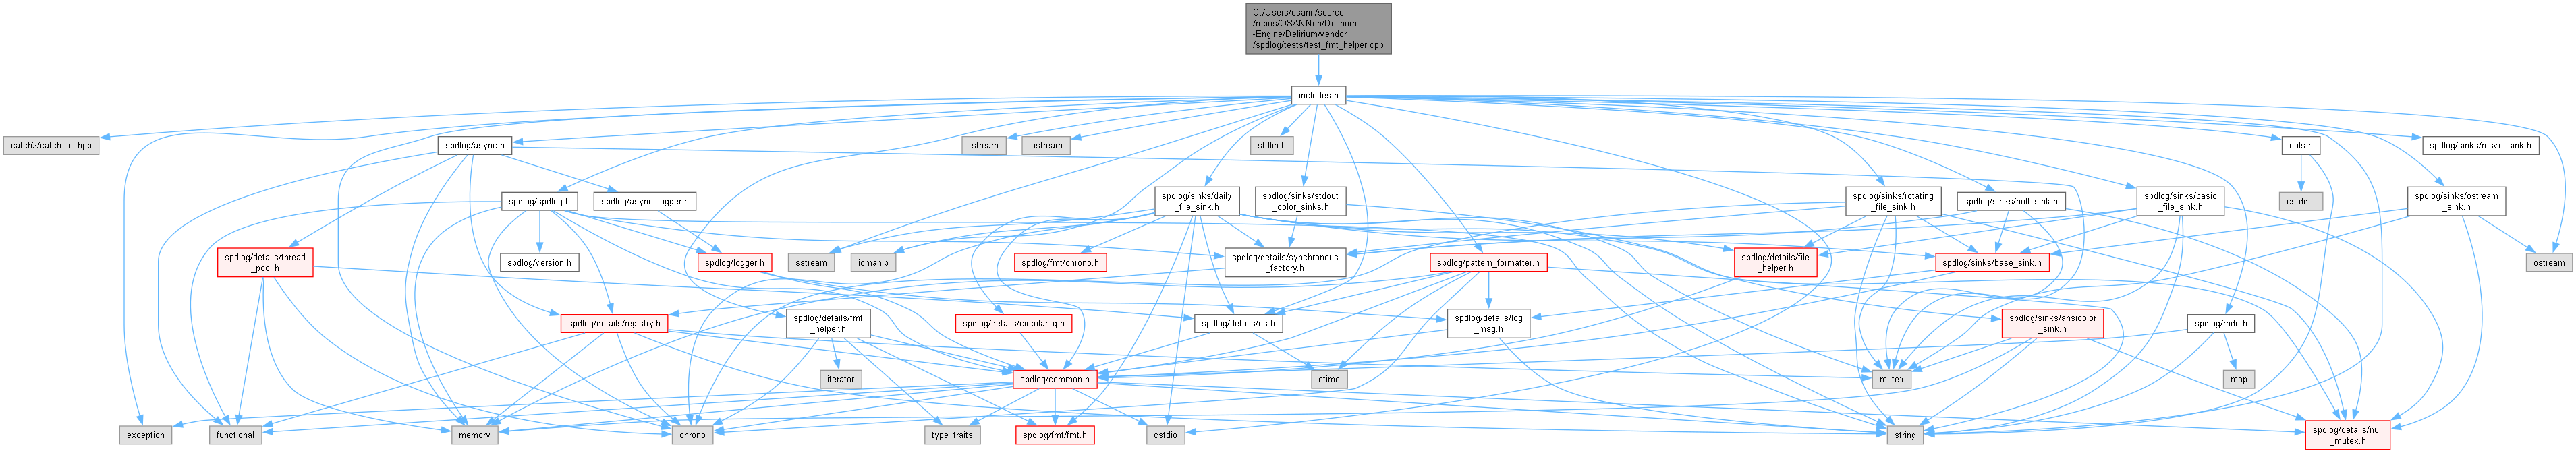 C:/Users/osann/source
/repos/OSANNnn/Delirium
-Engine/Delirium/vendor
/spdlog/tests/test_fmt_helper.cpp
includes.h
catch2/catch_all.hpp
spdlog/async.h
fstream
iostream
stdlib.h
utils.h
spdlog/sinks/msvc_sink.h
spdlog/spdlog.h
spdlog/async_logger.h
spdlog/sinks/daily
_file_sink.h
spdlog/sinks/stdout
_color_sinks.h
spdlog/sinks/rotating
_file_sink.h
spdlog/sinks/null_sink.h
spdlog/sinks/basic
_file_sink.h
cstddef
spdlog/sinks/ostream
_sink.h
spdlog/details/thread
_pool.h
spdlog/version.h
spdlog/logger.h
sstream
iomanip
spdlog/fmt/chrono.h
spdlog/details/synchronous
_factory.h
spdlog/pattern_formatter.h
spdlog/details/file
_helper.h
spdlog/sinks/base_sink.h
ostream
spdlog/details/registry.h
spdlog/details/fmt
_helper.h
spdlog/details/circular_q.h
spdlog/details/os.h
spdlog/details/log
_msg.h
spdlog/sinks/ansicolor
_sink.h
spdlog/mdc.h
iterator
spdlog/common.h
ctime
mutex
map
exception
functional
memory
chrono
type_traits
spdlog/fmt/fmt.h
cstdio
string
spdlog/details/null
_mutex.h